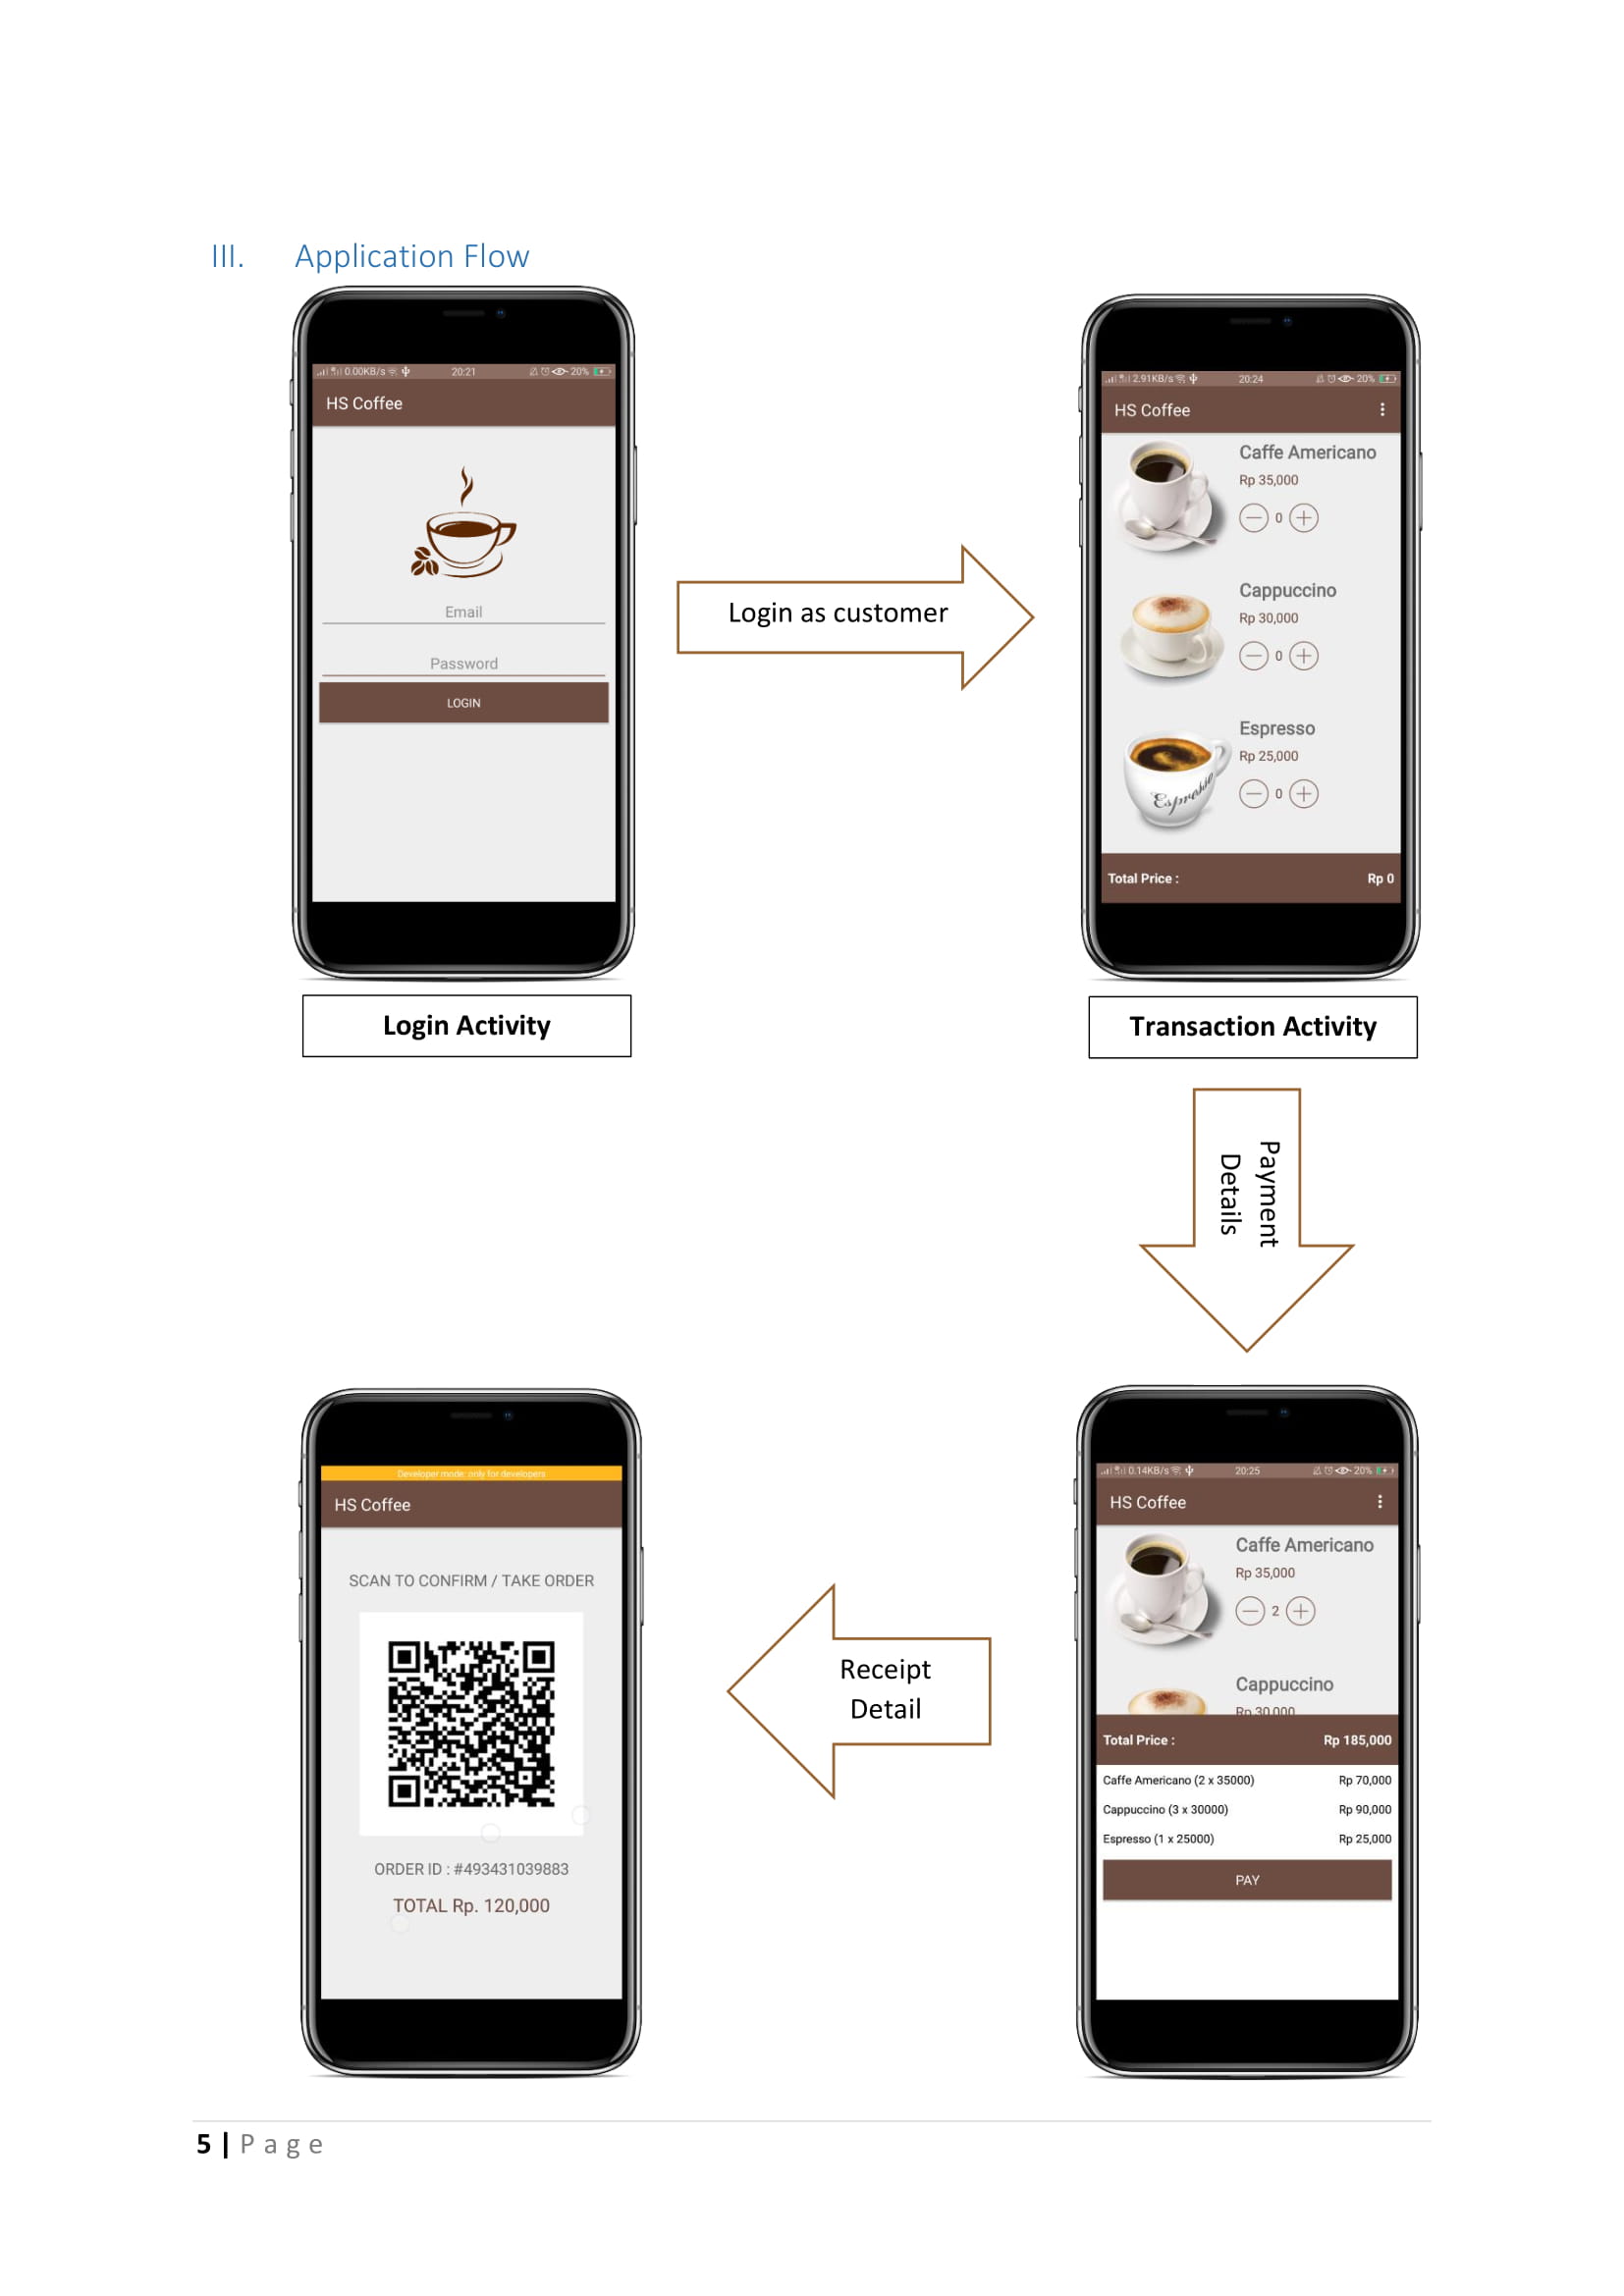 III. Application Flow
0.00KB/s 20:21 20%
HS Coffee
Email
Password
LOGIN
Login Activity
Login as customer
2.91KB/s 20:24 20%
HS Coffee
Caffe Americano
Rp 35,000
0
Cappuccino
Rp 30,000
0
Espresso
Rp 25,000
0
Espresso
Total Price : Rp 0
Transaction Activity
Payment
Details
0.14KB/s 20:25 20%
HS Coffee
Caffe Americano
Rp 35,000
2
Cappuccino
Rp 30,000
Total Price : Rp 185,000
Caffe Americano (2 x 35000) Rp 70,000
Cappuccino (3 x 30000) Rp 90,000
Espresso (1 x 25000) Rp 25,000
PAY
Receipt
Detail
Developer mode: only for developers
HS Coffee
SCAN TO CONFIRM / TAKE ORDER
ORDER ID : #493431039883
TOTAL Rp. 120,000
5 | Page